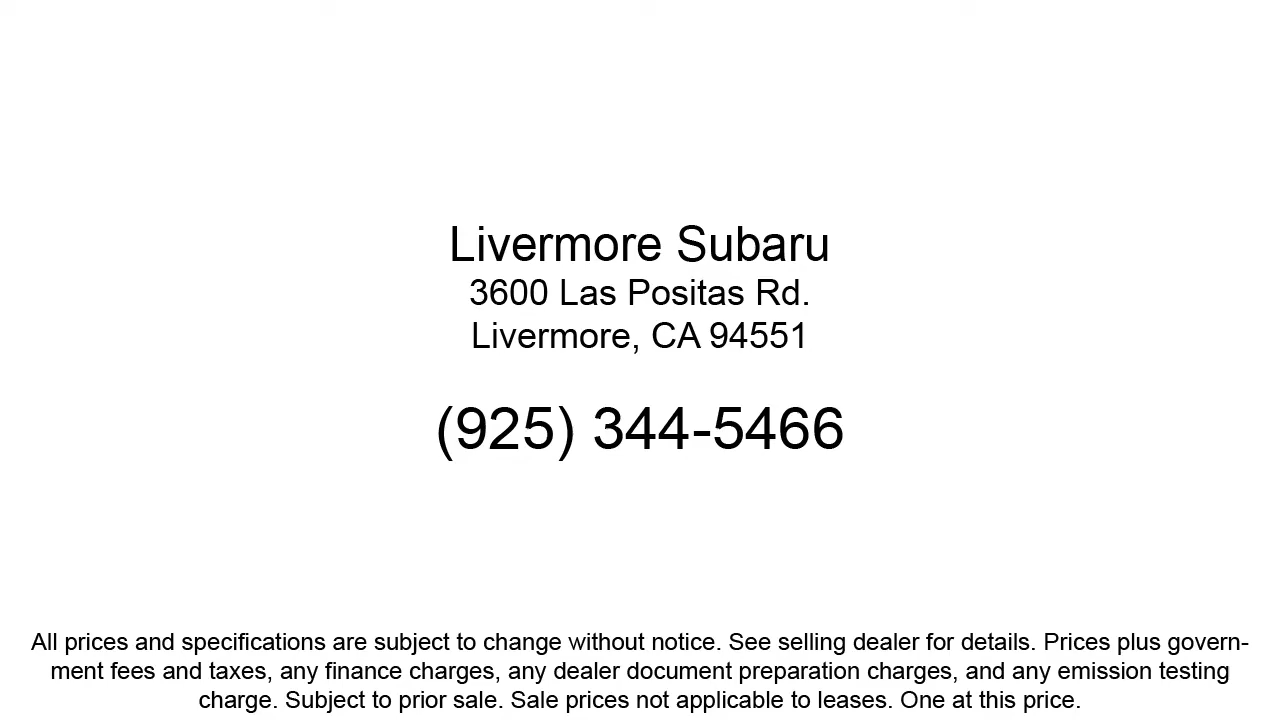 Livermore Subaru
3600 Las Positas Rd.
Livermore, CA 94551
(925) 344-5466
All prices and specifications are subject to change without notice. See selling dealer for details. Prices plus govern-
ment fees and taxes, any finance charges, any dealer document preparation charges, and any emission testing
charge. Subject to prior sale. Sale prices not applicable to leases. One at this price.